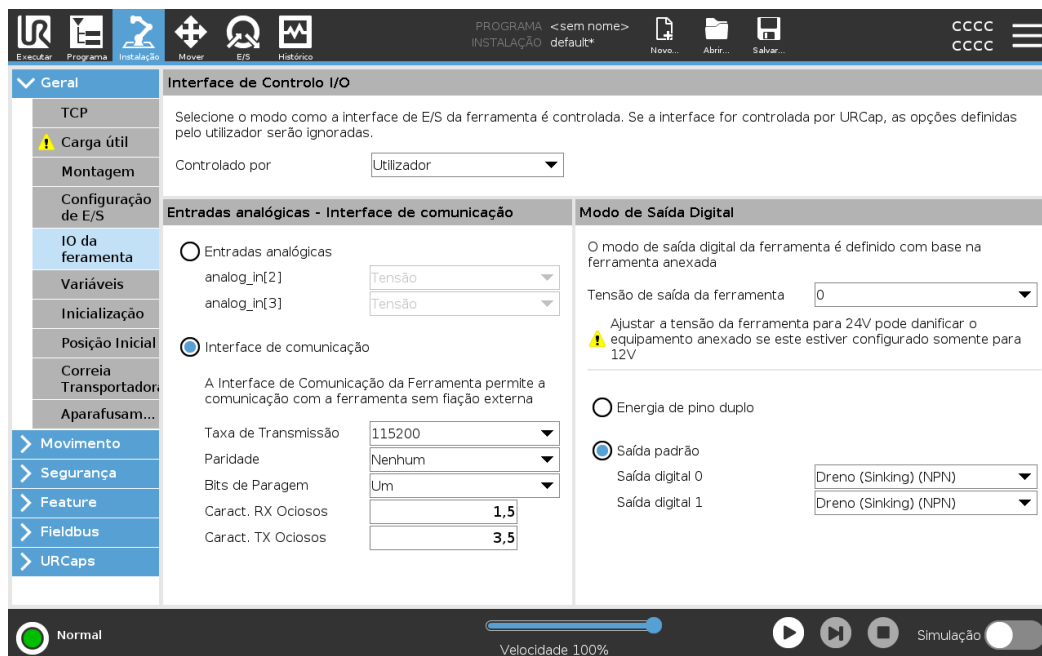 PROGRAMA <sem nome>
INSTALAÇÃO default*
CCCC
CCCC
Executar
Programa
Instalação
Mover
E/S
Histórico
Novo...
Abrir...
Salvar...
Geral
TCP
Carga útil
Montagem
Configuração
de E/S
IO da
feramenta
Variáveis
Inicialização
Posição Inicial
Correia
Transportador
Aparafusam...
Movimento
Segurança
Feature
Fieldbus
URCaps
Interface de Controlo I/O
Selecione o modo como a interface de E/S da ferramenta é controlada. Se a interface for controlada por URCap, as opções definidas
pelo utilizador serão ignoradas.
Controlado por
Utilizador
Entradas analógicas - Interface de comunicação
Entradas analógicas
analog_in[2]
Tensão
analog_in[3]
Tensão
Interface de comunicação
A Interface de Comunicação da Ferramenta permite a
comunicação com a ferramenta sem fiação externa
Taxa de Transmissão
115200
Paridade
Nenhum
Bits de Paragem
Um
Caract. RX Ociosos
1,5
Caract. TX Ociosos
3,5
Modo de Saída Digital
O modo de saída digital da ferramenta é definido com base na
ferramenta anexada
Tensão de saída da ferramenta
0
Ajustar a tensão da ferramenta para 24V pode danificar o
equipamento anexado se este estiver configurado somente para
12V
Energia de pino duplo
Saída padrão
Saída digital 0
Dreno (Sinking) (NPN)
Saída digital 1
Dreno (Sinking) (NPN)
Normal
Velocidade 100%
Simulação